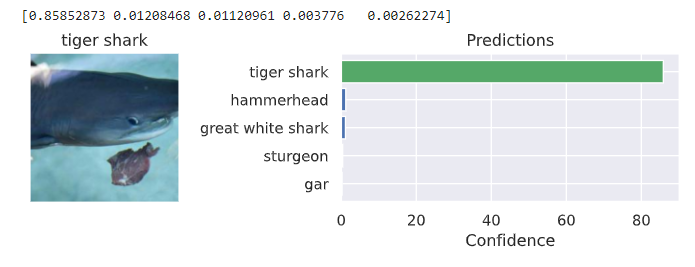 [0.85852873 0.01208468 0.01120961 0.003776   0.00262274]
tiger shark
Predictions
tiger shark
hammerhead
great white shark
sturgeon
gar
0 20 40 60 80
Confidence